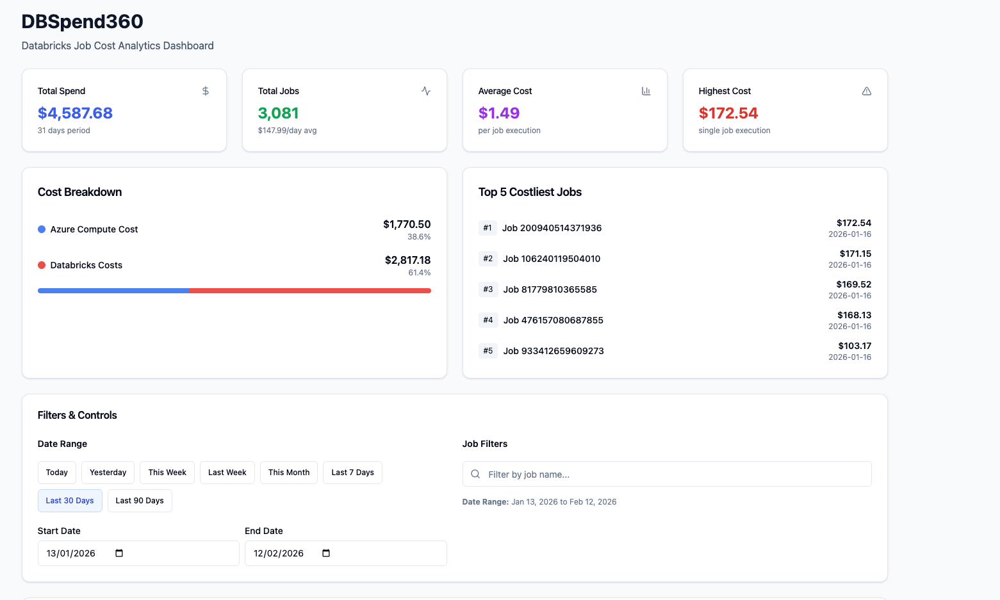 DBSpend360
Databricks Job Cost Analytics Dashboard
Total Spend
$4,587.68
31 days period
Total Jobs
3,081
$147.99/day avg
Average Cost
$1.49
per job execution
Highest Cost
$172.54
single job execution
Cost Breakdown
Azure Compute Cost
$1,770.50
38.6%
Databricks Costs
$2,817.18
61.4%
Top 5 Costliest Jobs
#1 Job 200940514371936
$172.54
2026-01-16
#2 Job 106240119504010
$171.15
2026-01-16
#3 Job 81779810365585
$169.52
2026-01-16
#4 Job 476157080687855
$168.13
2026-01-16
#5 Job 933412659609273
$103.17
2026-01-16
Filters & Controls
Date Range
Today Yesterday This Week Last Week This Month Last 7 Days
Last 30 Days Last 90 Days
Start Date
13/01/2026
End Date
12/02/2026
Job Filters
Filter by job name...
Date Range: Jan 13, 2026 to Feb 12, 2026